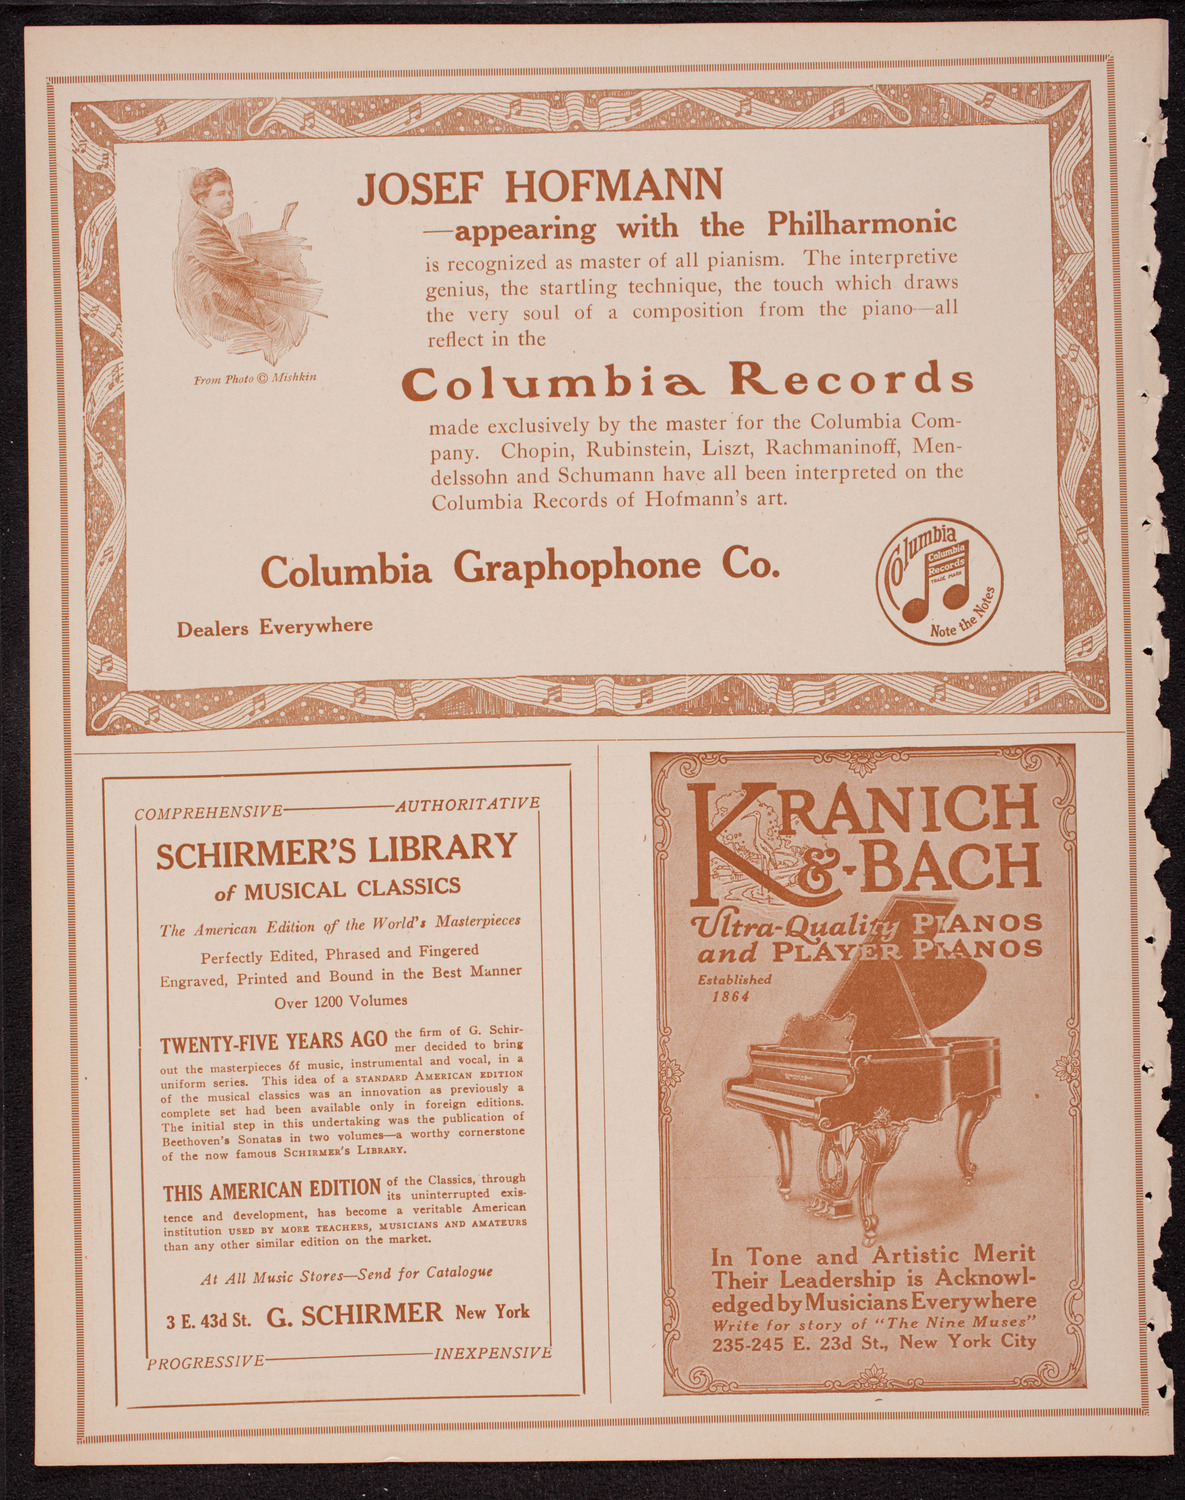 JOSEF HOFMANN
—appearing with the Philharmonic
is recognized as master of all pianism. The interpretive
genius, the startling technique, the touch which draws
the very soul of a composition from the piano—all
reflect in the
From Photo © Mishkin
Columbia Records
made exclusively by the master for the Columbia Com-
pany. Chopin, Rubinstein, Liszt, Rachmaninoff, Men-
delssohn and Schumann have all been interpreted on the
Columbia Records of Hofmann's art.
Columbia Graphophone Co.
Dealers Everywhere
Columbia
Columbia
Records
TRADE MARK
Note the Notes
COMPREHENSIVE—AUTHORITATIVE
SCHIRMER'S LIBRARY
of MUSICAL CLASSICS
The American Edition of the World's Masterpieces
Perfectly Edited, Phrased and Fingered
Engraved, Printed and Bound in the Best Manner
Over 1200 Volumes
TWENTY-FIVE YEARS AGO the firm of G. Schir-
mer decided to bring
out the masterpieces of music, instrumental and vocal, in a
uniform series. This idea of a STANDARD AMERICAN EDITION
of the musical classics was an innovation as previously a
complete set had been available only in foreign editions.
The initial step in this undertaking was the publication of
Beethoven's Sonatas in two volumes—a worthy cornerstone
of the now famous SCHIRMER'S LIBRARY.
THIS AMERICAN EDITION of the Classics, through
its uninterrupted exis-
tence and development, has become a veritable American
institution USED BY MORE TEACHERS, MUSICIANS AND AMATEURS
than any other similar edition on the market.
At All Music Stores—Send for Catalogue
3 E. 43d St. G. SCHIRMER New York
PROGRESSIVE—INEXPENSIVE
KRANICH
&-BACH
Ultra-Quality PIANOS
and PLAYER PIANOS
Established
1864
In Tone and Artistic Merit
Their Leadership is Acknowl-
edged by Musicians Everywhere
Write for story of "The Nine Muses"
235-245 E. 23d St., New York City